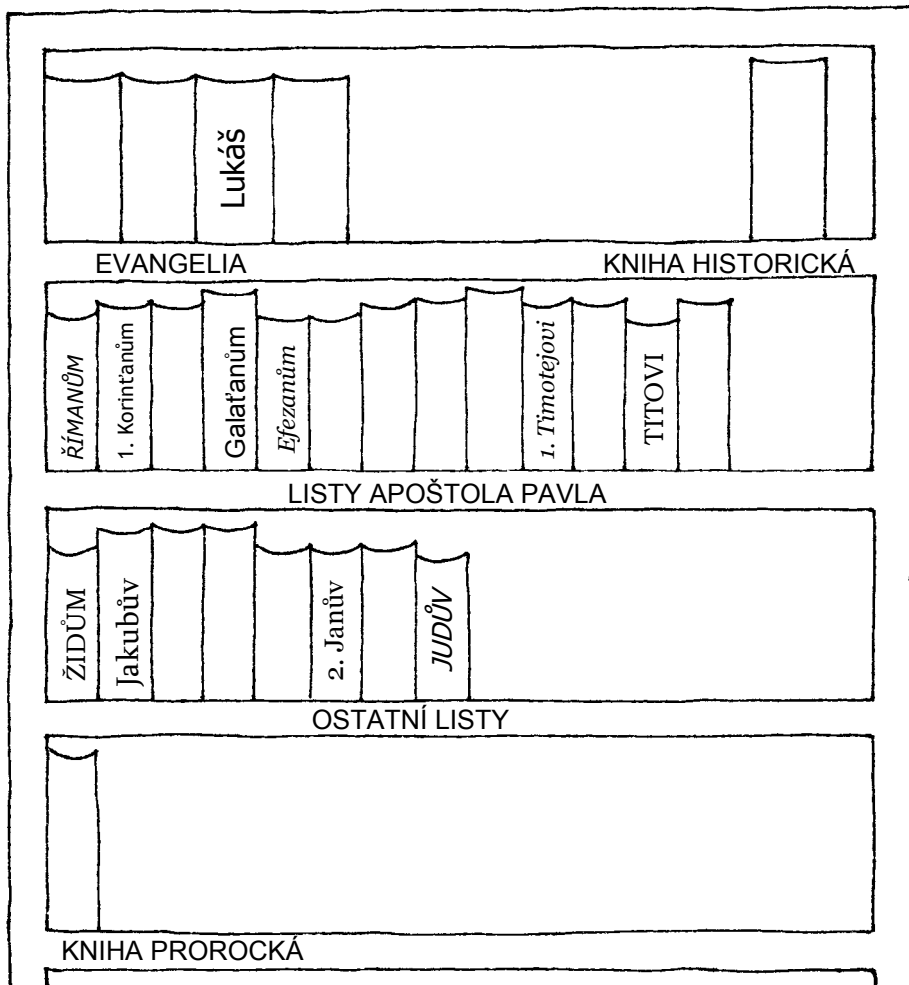 Lukáš
EVANGELIA KNIHA HISTORICKÁ
ŘÍMANŮM
1. Korinťanům
Galaťanům
Efezanům
1. Timotejovi
TITOVI
LISTY APOŠTOLA PAVLA
ŽIDŮM
Jakubův
2. Janův
JUDŮV
OSTATNÍ LISTY
KNIHA PROROCKÁ